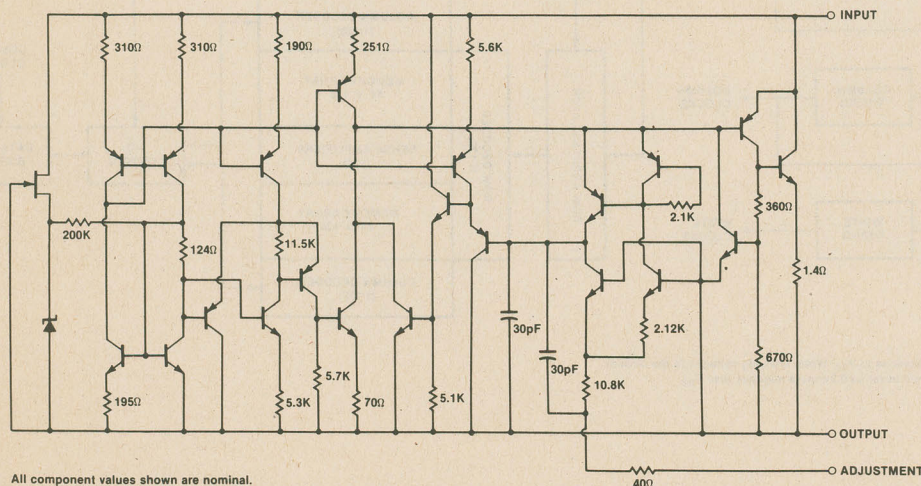 INPUT
310Ω
310Ω
190Ω
251Ω
5.6K
200K
124Ω
11.5K
2.1K
360Ω
1.4Ω
30pF
30pF
2.12K
195Ω
5.3K
5.7K
70Ω
5.1K
10.8K
670Ω
OUTPUT
ADJUSTMENT
40Ω
All component values shown are nominal.